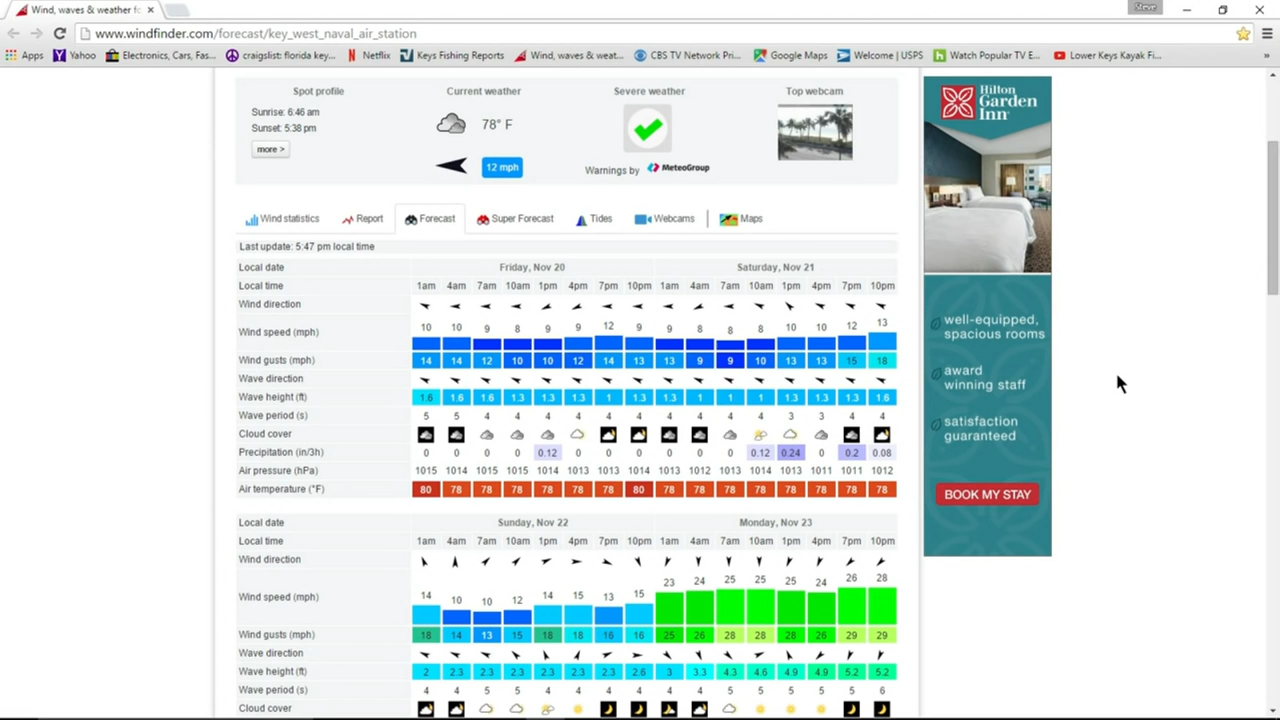 Wind, waves & weather fo
Steve
www.windfinder.com/forecast/key_west_naval_air_station
Apps Yahoo Electronics, Cars, Fas... craigslist: florida key... Netflix Keys Fishing Reports Wind, waves & weat... CBS TV Network Pri... Google Maps Welcome | USPS Watch Popular TV E... Lower Keys Kayak Fi... »
Spot profile Current weather Severe weather Top webcam
Sunrise: 6:46 am
Sunset: 5:38 pm
78° F
more >
12 mph
Warnings by MeteoGroup
Wind statistics Report Forecast Super Forecast Tides Webcams Maps
Last update: 5:47 pm local time
Local date Friday, Nov 20 Saturday, Nov 21
Local time 1am 4am 7am 10am 1pm 4pm 7pm 10pm 1am 4am 7am 10am 1pm 4pm 7pm 10pm
Wind direction
Wind speed (mph) 10 10 9 8 9 9 12 9 9 8 8 8 10 10 12 13
Wind gusts (mph) 14 14 12 10 10 12 14 13 13 9 9 10 13 13 15 18
Wave direction
Wave height (ft) 1.6 1.6 1.6 1.3 1.3 1.3 1 1.3 1.3 1 1 1 1.3 1.3 1.3 1.6
Wave period (s) 5 5 4 4 4 4 4 4 4 4 4 4 3 3 4 4
Cloud cover
Precipitation (in/3h) 0 0 0 0 0.12 0 0 0 0 0 0 0.12 0.24 0 0.2 0.08
Air pressure (hPa) 1015 1014 1015 1015 1014 1013 1013 1014 1013 1012 1013 1014 1013 1011 1011 1012
Air temperature (°F) 80 78 78 78 78 78 78 80 78 78 78 78 78 78 78 78
Local date Sunday, Nov 22 Monday, Nov 23
Local time 1am 4am 7am 10am 1pm 4pm 7pm 10pm 1am 4am 7am 10am 1pm 4pm 7pm 10pm
Wind direction
Wind speed (mph) 14 10 10 12 14 15 13 15 23 24 25 25 25 24 26 28
Wind gusts (mph) 18 14 13 15 18 18 16 16 25 26 28 28 28 26 29 29
Wave direction
Wave height (ft) 2 2.3 2.3 2.3 2.3 2.3 2.3 2.6 3 3.3 4.3 4.6 4.9 4.9 5.2 5.2
Wave period (s) 4 4 5 5 4 4 4 4 4 4 5 5 5 5 5 6
Cloud cover
Hilton
Garden
Inn
well-equipped,
spacious rooms
award
winning staff
satisfaction
guaranteed
BOOK MY STAY